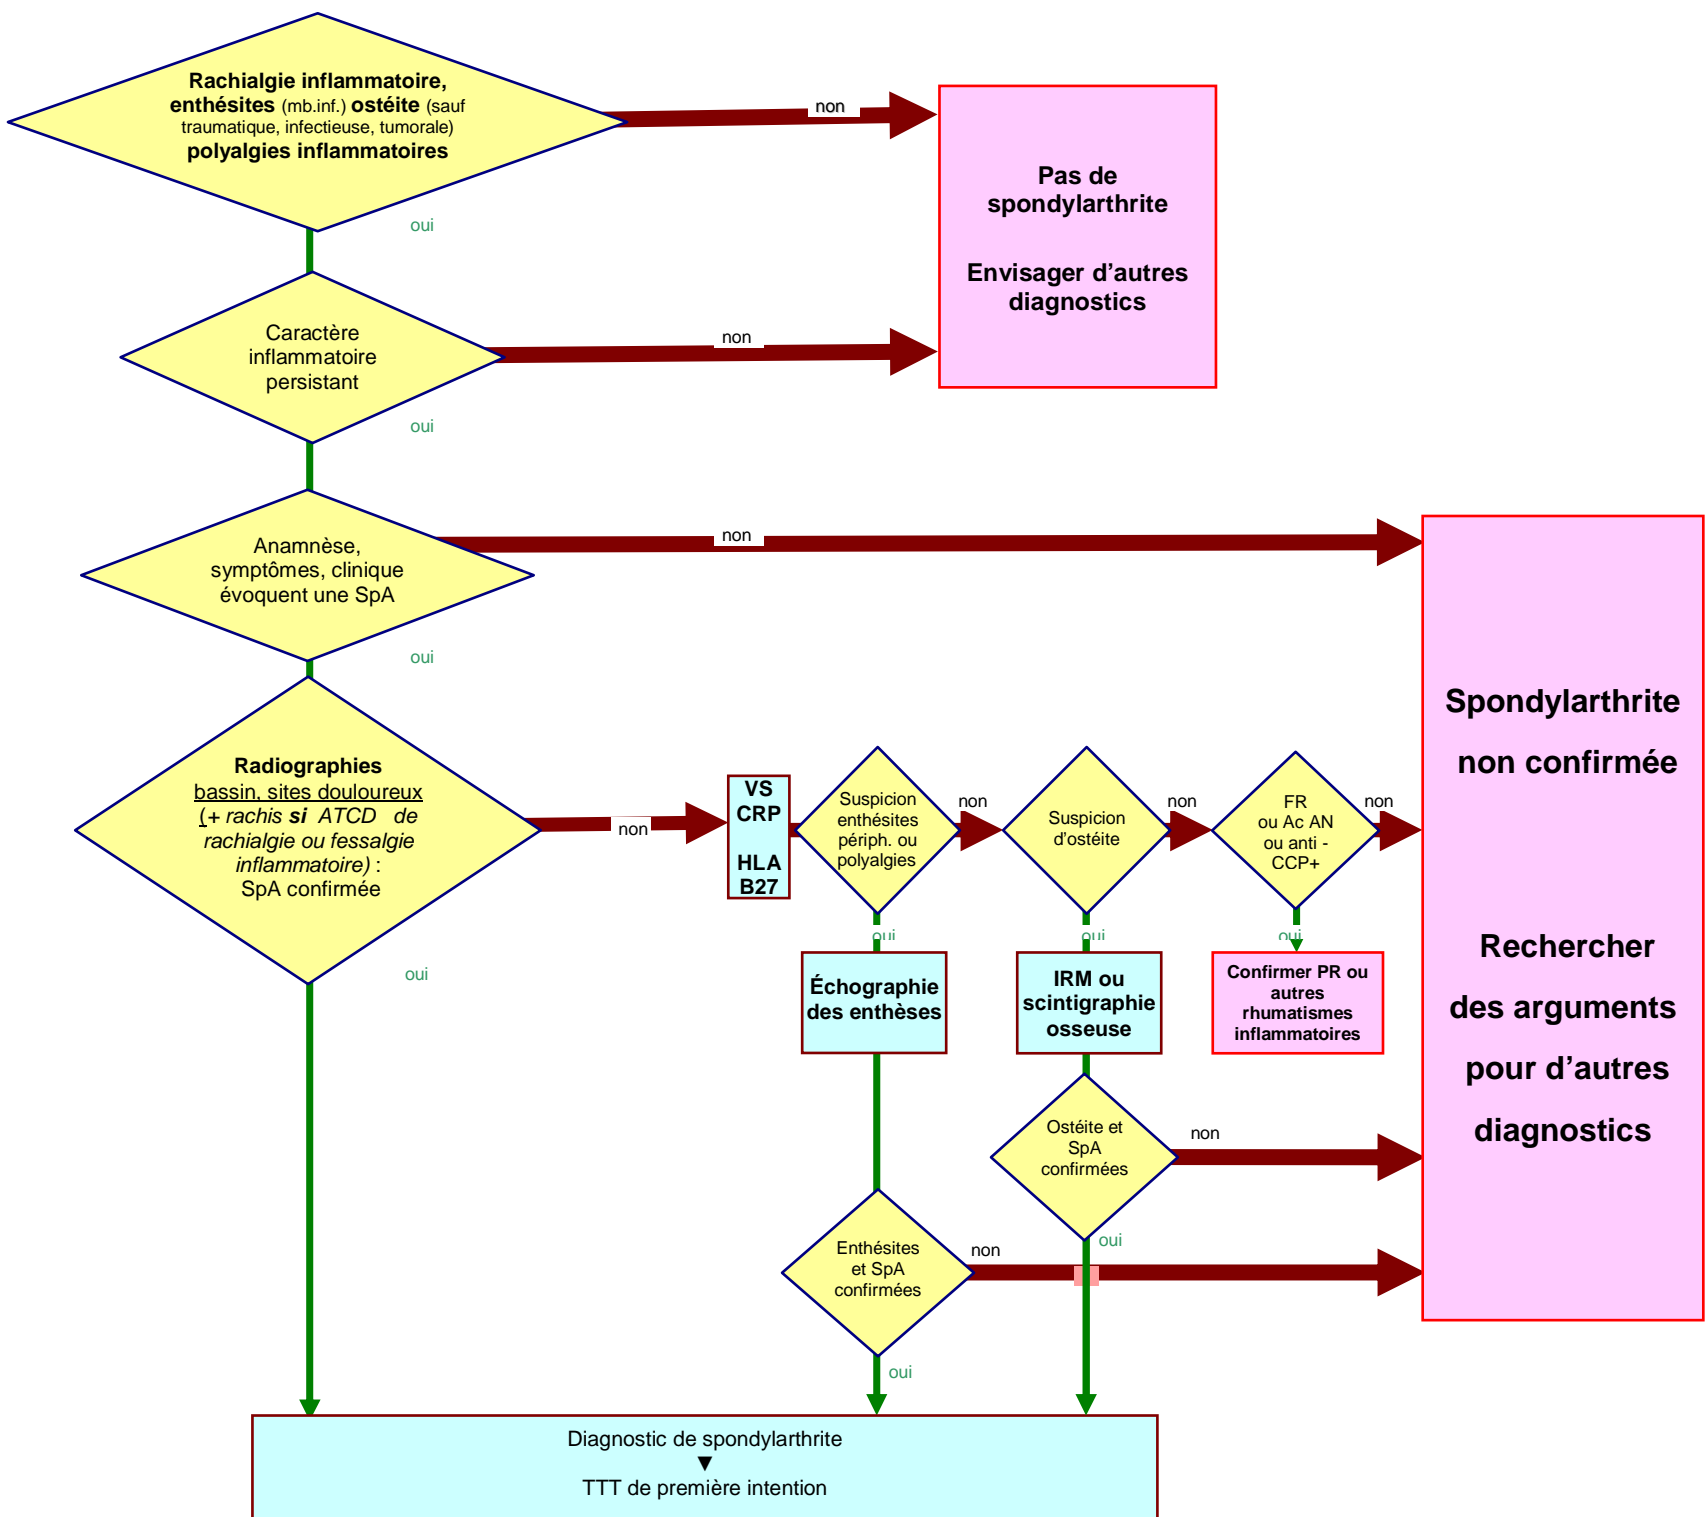 Rachialgie inflammatoire,
enthésites (mb.inf.) ostéite (sauf
traumatique, infectieuse, tumorale)
polyalgies inflammatoires
non
Pas de
spondylarthrite
Envisager d’autres
diagnostics
oui
Caractère
inflammatoire
persistant
non
oui
Anamnèse,
symptômes, clinique
évoquent une SpA
non
oui
Radiographies
bassin, sites douloureux
(+ rachis si ATCD de
rachialgie ou fessalgie
inflammatoire) :
SpA confirmée
non
oui
VS
CRP
HLA
B27
Suspicion
enthésites
périph. ou
polyalgies
non
oui
Suspicion
d’ostéite
non
oui
FR
ou Ac AN
ou anti -
CCP+
non
oui
Échographie
des enthèses
IRM ou
scintigraphie
osseuse
Confirmer PR ou
autres
rhumatismes
inflammatoires
Ostéite et
SpA
confirmées
non
oui
Enthésites
et SpA
confirmées
non
oui
Spondylarthrite
non confirmée
Rechercher
des arguments
pour d’autres
diagnostics
Diagnostic de spondylarthrite
▼
TTT de première intention